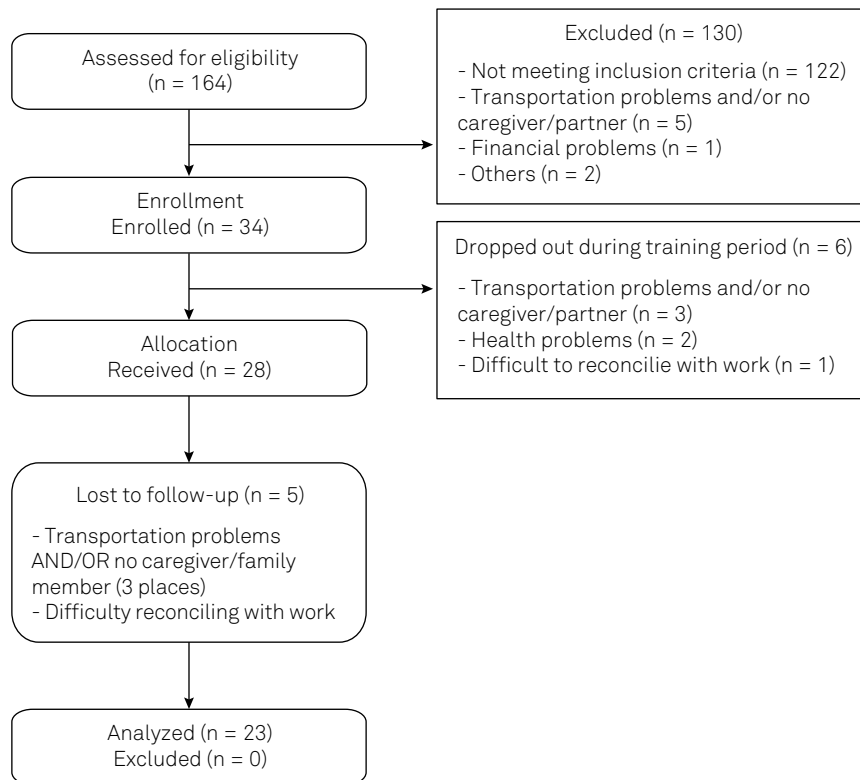 Assessed for eligibility
(n = 164)
Excluded (n = 130)
- Not meeting inclusion criteria (n = 122)
- Transportation problems and/or no
caregiver/partner (n = 5)
- Financial problems (n = 1)
- Others (n = 2)
Enrollment
Enrolled (n = 34)
Dropped out during training period (n = 6)
- Transportation problems and/or no
caregiver/partner (n = 3)
- Health problems (n = 2)
- Difficult to reconcilie with work (n = 1)
Allocation
Received (n = 28)
Lost to follow-up (n = 5)
- Transportation problems
AND/OR no caregiver/family
member (3 places)
- Difficulty reconciling with work
Analyzed (n = 23)
Excluded (n = 0)